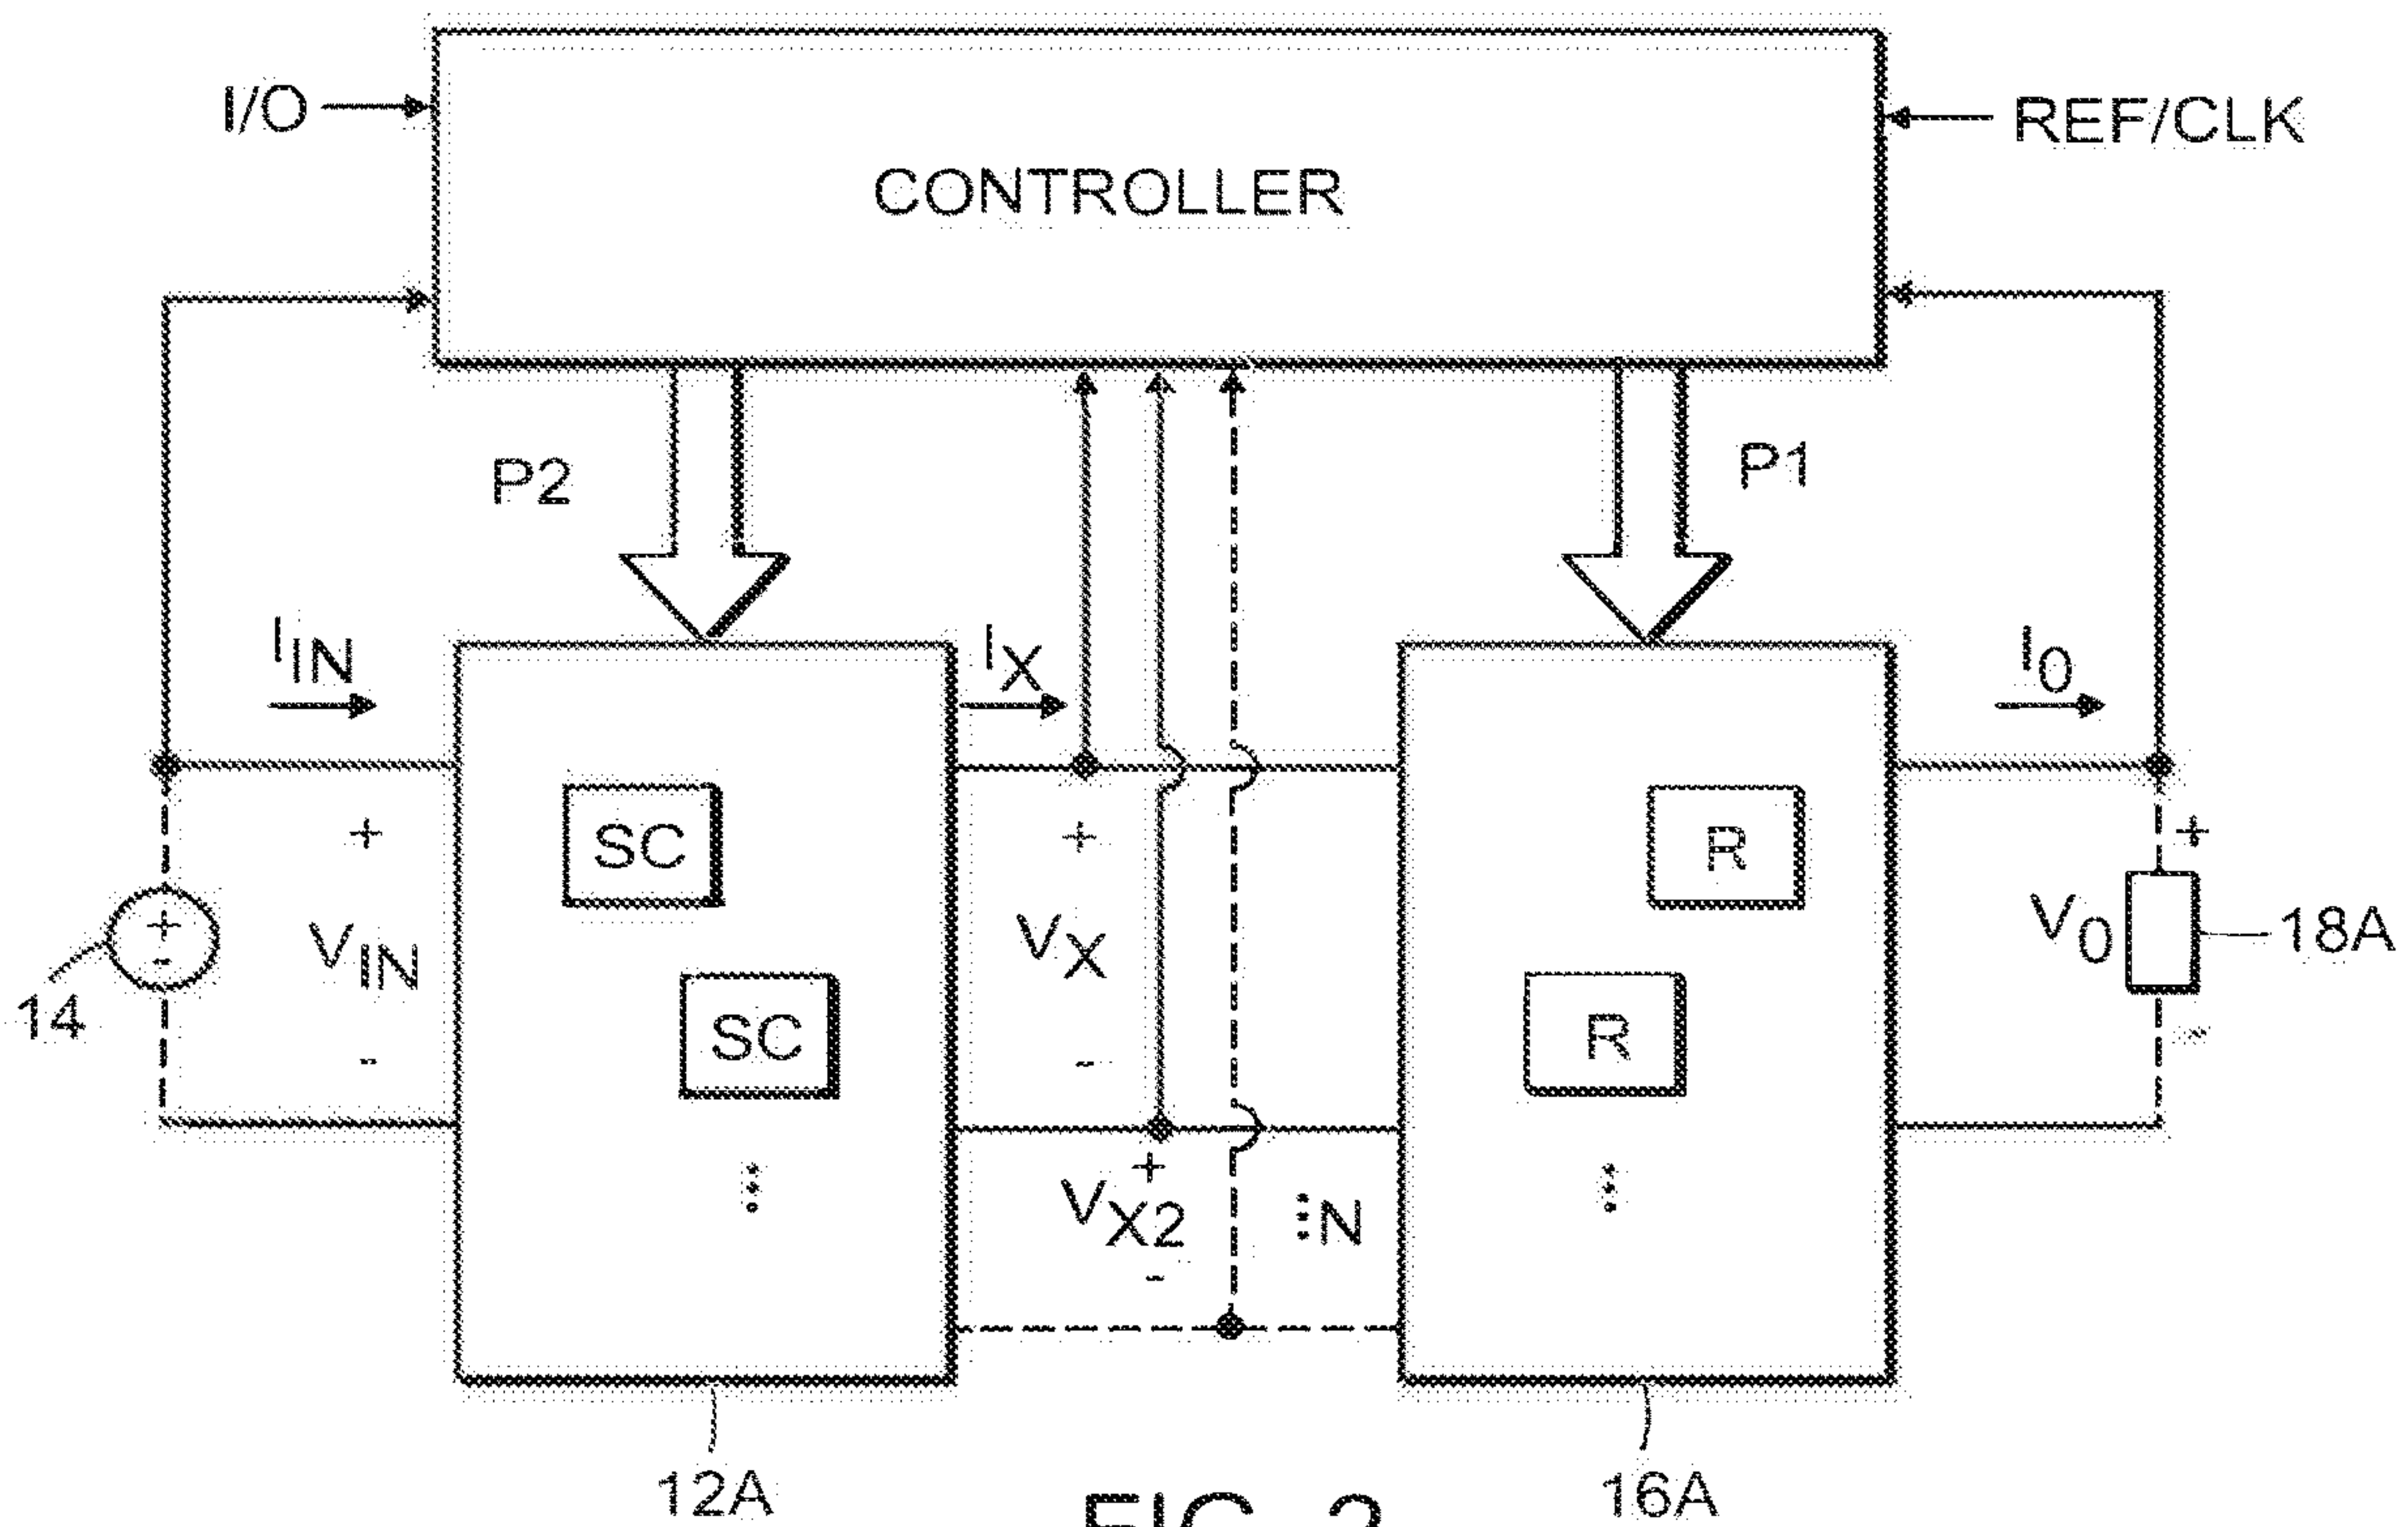 I/O
REF/CLK
CONTROLLER
P2
P1
IIN
IX
IO
+
+
+
SC
R
+
-
VIN
VX
VO
18A
14
SC
R
-
-
-
+
VX2
⋮N
-
12A
16A